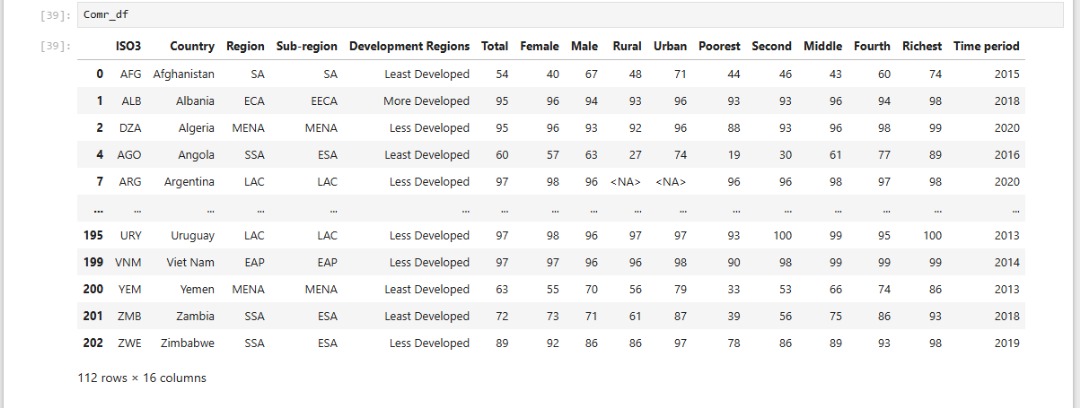 [39]: Comr_df
[39]: ISO3 Country Region Sub-region Development Regions Total Female Male Rural Urban Poorest Second Middle Fourth Richest Time period
0 AFG Afghanistan SA SA Least Developed 54 40 67 48 71 44 46 43 60 74 2015
1 ALB Albania ECA EECA More Developed 95 96 94 93 96 93 93 96 94 98 2018
2 DZA Algeria MENA MENA Less Developed 95 96 93 92 96 88 93 96 98 99 2020
4 AGO Angola SSA ESA Least Developed 60 57 63 27 74 19 30 61 77 89 2016
7 ARG Argentina LAC LAC Less Developed 97 98 96 <NA> <NA> 96 96 98 97 98 2020
... ... ... ... ... ... ... ... ... ... ... ... ... ... ... ... ...
195 URY Uruguay LAC LAC Less Developed 97 98 96 97 97 93 100 99 95 100 2013
199 VNM Viet Nam EAP EAP Less Developed 97 97 96 96 98 90 98 99 99 99 2014
200 YEM Yemen MENA MENA Least Developed 63 55 70 56 79 33 53 66 74 86 2013
201 ZMB Zambia SSA ESA Least Developed 72 73 71 61 87 39 56 75 86 93 2018
202 ZWE Zimbabwe SSA ESA Less Developed 89 92 86 86 97 78 86 89 93 98 2019
112 rows × 16 columns